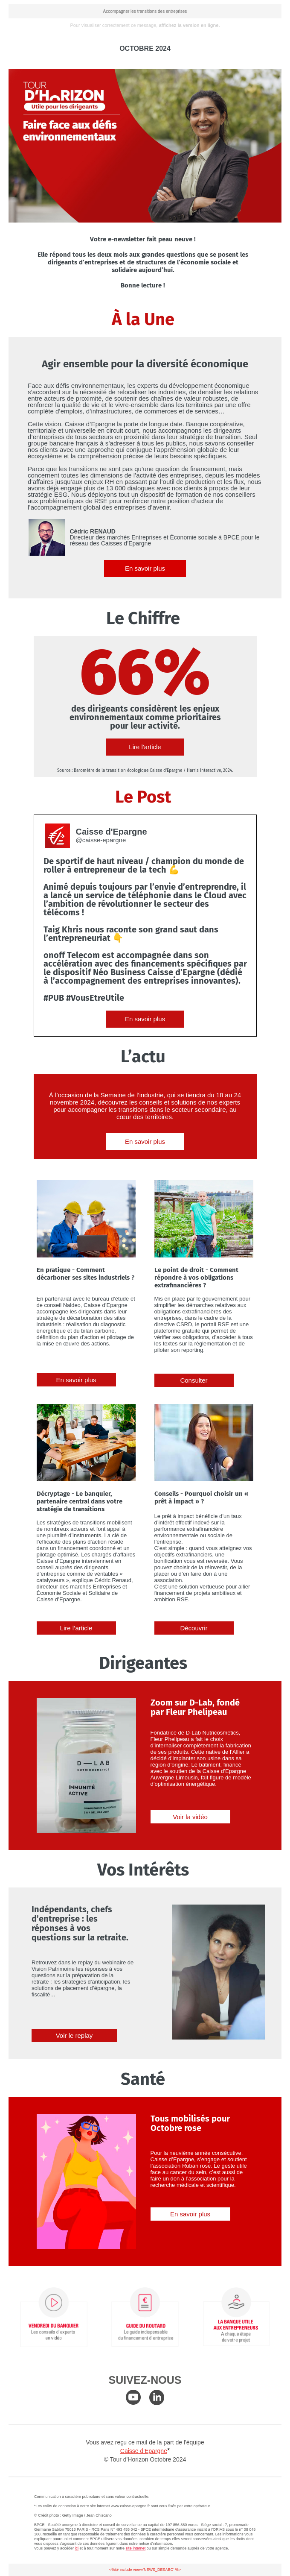 Accompagner les transitions des entreprises
Pour visualiser correctement ce message, affichez la version en ligne.
OCTOBRE 2024
TOUR
D'HORIZON
Utile pour les dirigeants
Faire face aux défis
environnementaux
Votre e-newsletter fait peau neuve !
Elle répond tous les deux mois aux grandes questions que se posent les
dirigeants d'entreprises et de structures de l'économie sociale et
solidaire aujourd'hui.
Bonne lecture !
À la Une
Agir ensemble pour la diversité économique
Face aux défis environnementaux, les experts du développement économique
s'accordent sur la nécessité de relocaliser les activités, de densifier les relations
entre acteurs de proximité, de soutenir des chaînes de valeur robustes, de
renforcer la qualité de vie et le vivre ensemble dans les territoires par une offre
complète d'emplois, d'infrastructures, de commerces et de services…
Cette vision, Caisse d'Epargne la porte de longue date. Banque coopérative,
territoriale et universelle en circuit court, nous accompagnons les dirigeants
d'entreprises de tous secteurs en proximité dans leur stratégie de transition. Seul
groupe bancaire français à s'adresser à tous les publics, nous savons conseiller
nos clients avec une approche qui conjugue l'appréhension globale de leur
écosystème et la compréhension précise de leurs besoins spécifiques.
Parce que les transitions ne sont pas qu'une question de financement, mais
concernent toutes les dimensions de l'activité des entreprises, depuis les modèles
d'affaires jusqu'aux enjeux RH en passant par l'outil de production et les flux, nous
avons déjà engagé plus de 13 000 dialogues avec nos clients à propos de leur
stratégie ESG. Nous déployons tout un dispositif de formation de nos conseillers
aux problématiques de RSE pour renforcer notre position d'acteur de
l'accompagnement global des entreprises d'avenir.
Cédric RENAUD
Directeur des marchés Entreprises et Économie sociale à BPCE pour le
réseau des Caisses d'Epargne
En savoir plus
Le Chiffre
66%
des dirigeants considèrent les enjeux
environnementaux comme prioritaires
pour leur activité.
Lire l'article
Source : Baromètre de la transition écologique Caisse d'Epargne / Harris Interactive, 2024.
Le Post
Caisse d'Epargne
@caisse-epargne
De sportif de haut niveau / champion du monde de
roller à entrepreneur de la tech 💪
Animé depuis toujours par l'envie d'entreprendre, il
a lancé un service de téléphonie dans le Cloud avec
l'ambition de révolutionner le secteur des
télécoms !
Taig Khris nous raconte son grand saut dans
l'entrepreneuriat 👇
onoff Telecom est accompagnée dans son
accélération avec des financements spécifiques par
le dispositif Néo Business Caisse d'Epargne (dédié
à l'accompagnement des entreprises innovantes).
#PUB #VousEtreUtile
En savoir plus
L'actu
À l'occasion de la Semaine de l'industrie, qui se tiendra du 18 au 24
novembre 2024, découvrez les conseils et solutions de nos experts
pour accompagner les transitions dans le secteur secondaire, au
cœur des territoires.
En savoir plus
En pratique - Comment
décarboner ses sites industriels ?
En partenariat avec le bureau d'étude et
de conseil Naldeo, Caisse d'Epargne
accompagne les dirigeants dans leur
stratégie de décarbonation des sites
industriels : réalisation du diagnostic
énergétique et du bilan carbone,
définition du plan d'action et pilotage de
la mise en œuvre des actions.
En savoir plus
Le point de droit - Comment
répondre à vos obligations
extrafinancières ?
Mis en place par le gouvernement pour
simplifier les démarches relatives aux
obligations extrafinancières des
entreprises, dans le cadre de la
directive CSRD, le portail RSE est une
plateforme gratuite qui permet de
vérifier ses obligations, d'accéder à tous
les textes sur la réglementation et de
piloter son reporting.
Consulter
Décryptage - Le banquier,
partenaire central dans votre
stratégie de transitions
Les stratégies de transitions mobilisent
de nombreux acteurs et font appel à
une pluralité d'instruments. La clé de
l'efficacité des plans d'action réside
dans un financement coordonné et un
pilotage optimisé. Les chargés d'affaires
Caisse d'Epargne interviennent en
conseil auprès des dirigeants
d'entreprise comme de véritables «
catalyseurs », explique Cédric Renaud,
directeur des marchés Entreprises et
Économie Sociale et Solidaire de
Caisse d'Epargne.
Lire l'article
Conseils - Pourquoi choisir un «
prêt à impact » ?
Le prêt à impact bénéficie d'un taux
d'intérêt effectif indexé sur la
performance extrafinancière
environnementale ou sociale de
l'entreprise.
C'est simple : quand vous atteignez vos
objectifs extrafinanciers, une
bonification vous est reversée. Vous
pouvez choisir de la réinvestir, de la
placer ou d'en faire don à une
association.
C'est une solution vertueuse pour allier
financement de projets ambitieux et
ambition RSE.
Découvrir
Dirigeantes
D — LAB
NUTRICOSMETICS
IMMUNITÉ
ACTIVE
Zoom sur D-Lab, fondé
par Fleur Phelipeau
Fondatrice de D-Lab Nutricosmetics,
Fleur Phelipeau a fait le choix
d'internaliser complètement la fabrication
de ses produits. Cette native de l'Allier a
décidé d'implanter son usine dans sa
région d'origine. Le bâtiment, financé
avec le soutien de la Caisse d'Epargne
Auvergne Limousin, fait figure de modèle
d'optimisation énergétique.
Voir la vidéo
Vos Intérêts
Indépendants, chefs
d'entreprise : les
réponses à vos
questions sur la retraite.
Retrouvez dans le replay du webinaire de
Vision Patrimoine les réponses à vos
questions sur la préparation de la
retraite : les stratégies d'anticipation, les
solutions de placement d'épargne, la
fiscalité…
Voir le replay
Santé
Tous mobilisés pour
Octobre rose
Pour la neuvième année consécutive,
Caisse d'Epargne, s'engage et soutient
l'association Ruban rose. Le geste utile
face au cancer du sein, c'est aussi de
faire un don à l'association pour la
recherche médicale et scientifique.
En savoir plus
VENDREDI DU BANQUIER
Les conseils d'experts
en vidéo
GUIDE DU ROUTARD
Le guide indispensable
du financement d'entreprise
LA BANQUE UTILE
AUX ENTREPRENEURS
À chaque étape
de votre projet
SUIVEZ-NOUS
Vous avez reçu ce mail de la part de l'équipe
Caisse d'Epargne*
© Tour d'Horizon Octobre 2024
Communication à caractère publicitaire et sans valeur contractuelle.
*Les coûts de connexion à notre site internet www.caisse-epargne.fr sont ceux fixés par votre opérateur.